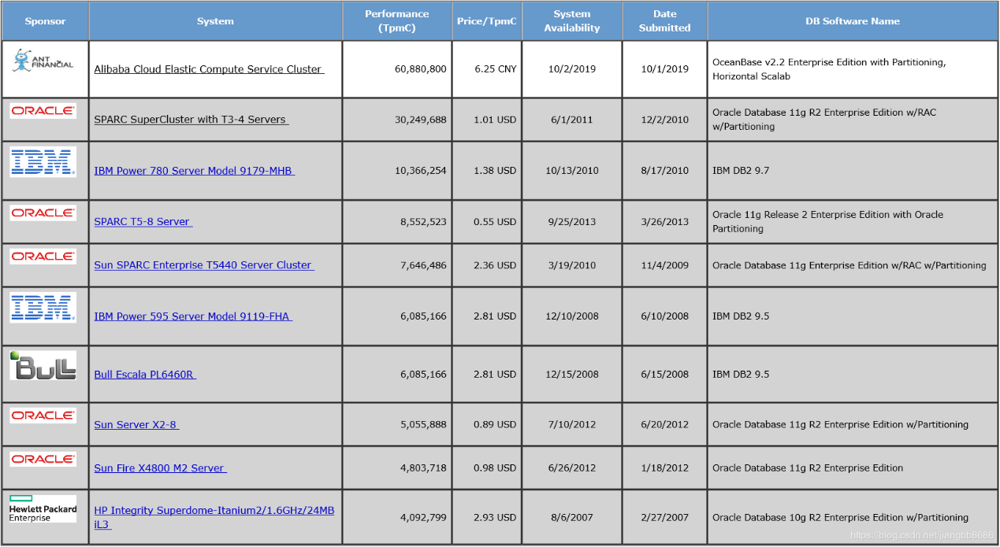 Sponsor System Performance (TpmC) Price/TpmC System Availability Date Submitted DB Software Name
ANT FINANCIAL Alibaba Cloud Elastic Compute Service Cluster 60,880,800 6.25 CNY 10/2/2019 10/1/2019 OceanBase v2.2 Enterprise Edition with Partitioning,
Horizontal Scalab
ORACLE SPARC SuperCluster with T3-4 Servers 30,249,688 1.01 USD 6/1/2011 12/2/2010 Oracle Database 11g R2 Enterprise Edition w/RAC
w/Partitioning
IBM IBM Power 780 Server Model 9179-MHB 10,366,254 1.38 USD 10/13/2010 8/17/2010 IBM DB2 9.7
ORACLE SPARC T5-8 Server 8,552,523 0.55 USD 9/25/2013 3/26/2013 Oracle 11g Release 2 Enterprise Edition with Oracle
Partitioning
ORACLE Sun SPARC Enterprise T5440 Server Cluster 7,646,486 2.36 USD 3/19/2010 11/4/2009 Oracle Database 11g Enterprise Edition w/RAC w/Partitioning
IBM IBM Power 595 Server Model 9119-FHA 6,085,166 2.81 USD 12/10/2008 6/10/2008 IBM DB2 9.5
Bull Bull Escala PL6460R 6,085,166 2.81 USD 12/15/2008 6/15/2008 IBM DB2 9.5
ORACLE Sun Server X2-8 5,055,888 0.89 USD 7/10/2012 6/20/2012 Oracle Database 11g R2 Enterprise Edition w/Partitioning
ORACLE Sun Fire X4800 M2 Server 4,803,718 0.98 USD 6/26/2012 1/18/2012 Oracle Database 11g R2 Enterprise Edition
Hewlett Packard Enterprise HP Integrity Superdome-Itanium2/1.6GHz/24MB
iL3 4,092,799 2.93 USD 8/6/2007 2/27/2007 Oracle Database 10g R2 Enterprise Edition w/Partitioning
https://blog.csdn.net/jiangbb8686